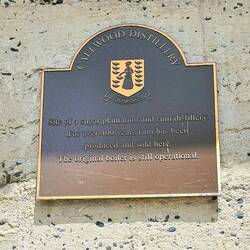 CALLWOOD DISTILLERY
Site of a sugar plantation and rum distillery.
For over 400 years rum has been
produced and sold here.
The original boiler is still operational.